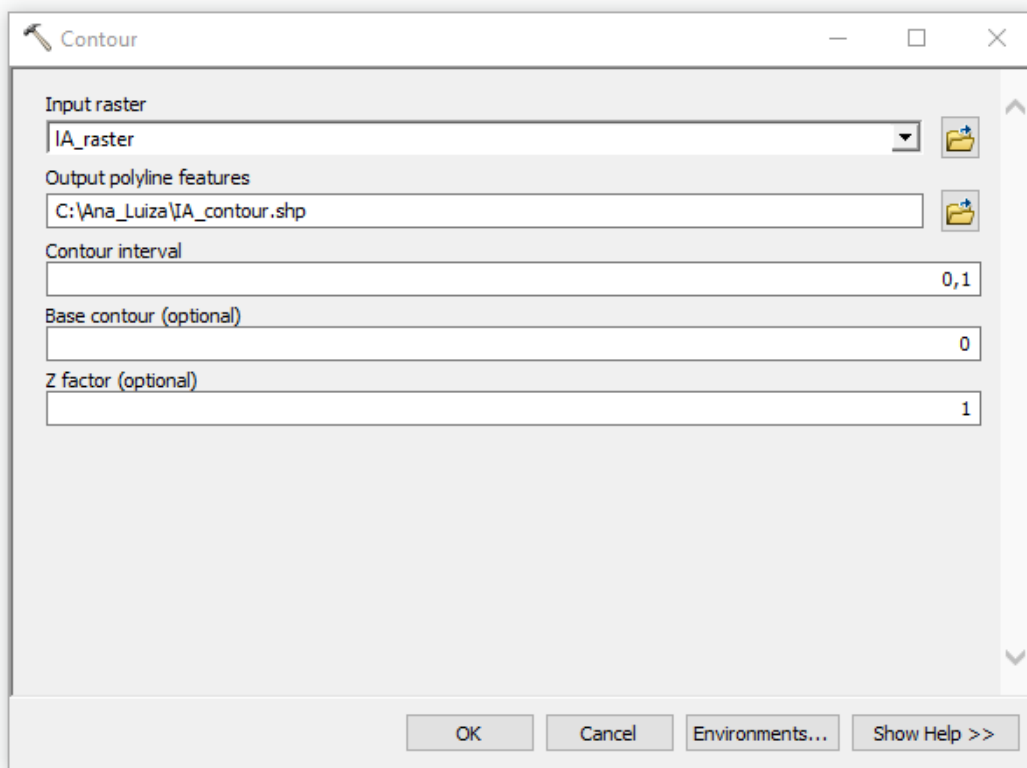 Contour
Input raster
IA_raster
Output polyline features
C:\Ana_Luiza\IA_contour.shp
Contour interval
0,1
Base contour (optional)
0
Z factor (optional)
1
OK Cancel Environments... Show Help >>